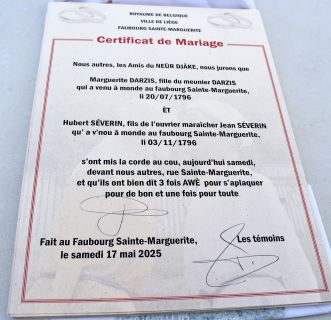 ROYAUME DE BELGIQUE
VILLE DE LIÈGE
FAUBOURG SAINTE-MARGUERITE
Certificat de Mariage
Nous autres, les Amis du NEÛR DJÂKE, nous jurons que
Marguerite DARZIS, fille du meunier DARZIS
qui a venu à monde au faubourg Sainte-Marguerite,
li 20/07/1796
ÈT
Hubert SÉVERIN, fils de l'ouvrier maraîcher Jean SÉVERIN
qu' a v'nou à monde au faubourg Sainte-Marguerite,
li 03/11/1796
s'ont mis la corde au cou, aujourd'hui samedi,
devant nous autres, rue Sainte-Marguerite,
et qu'ils ont bien dit 3 fois AWÈ pour s'aplaquer
pour de bon et une fois pour toute
Fait au Faubourg Sainte-Marguerite,
le samedi 17 mai 2025
Les témoins